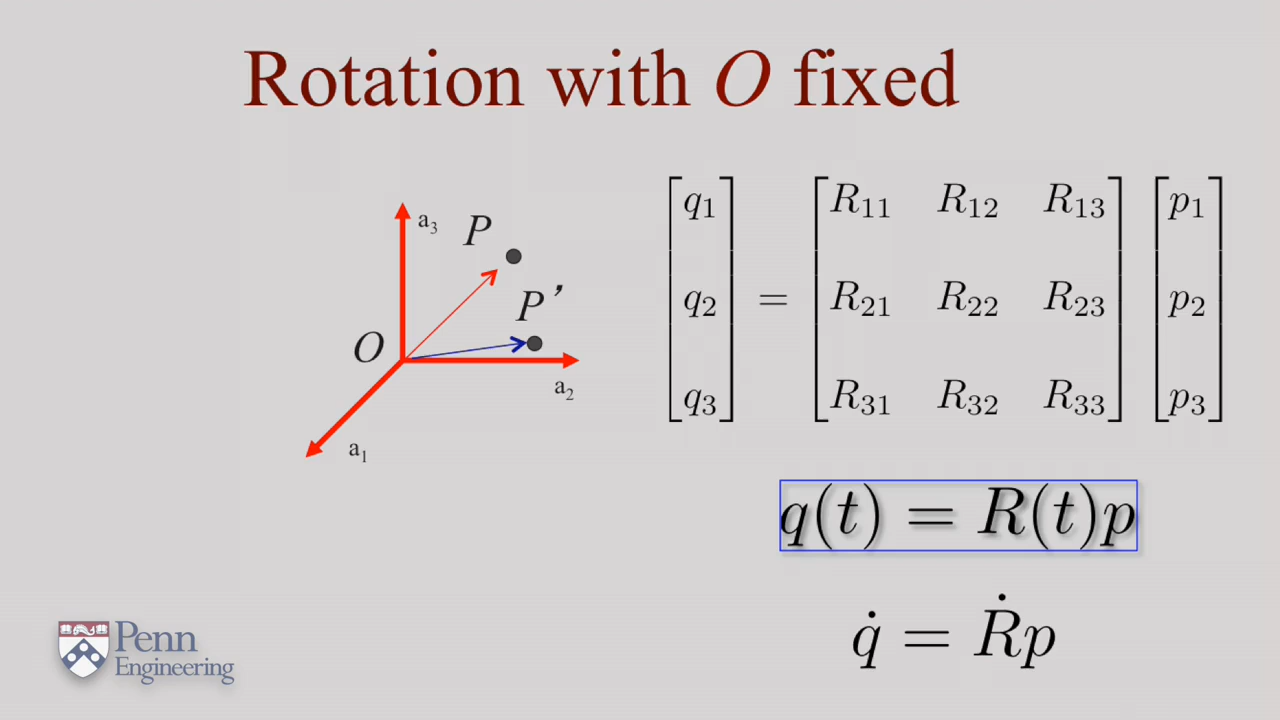 Rotation with O fixed
a3
P
P’
O
a2
a1
[q1 q2 q3] = [R11 R12 R13 R21 R22 R23 R31 R32 R33] [p1 p2 p3]
q(t) = R(t)p
q̇ = Ṙp
Penn
Engineering